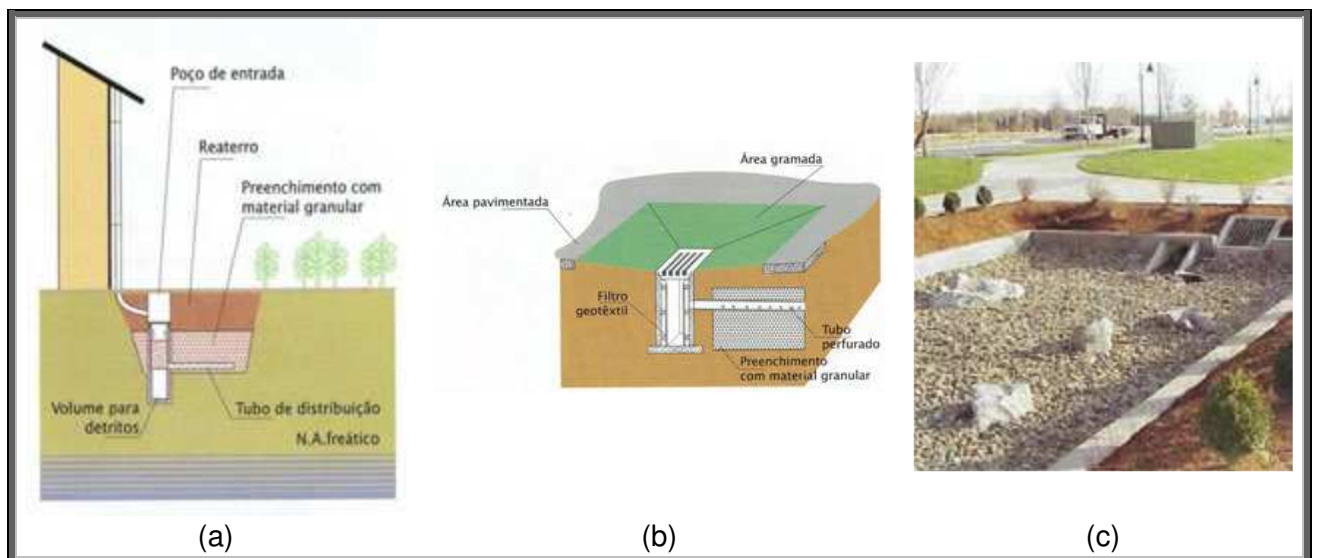 Poço de entrada
Reaterro
Preenchimento com
material granular
Volume para
detritos
Tubo de distribuição
N.A.freático
(a)
Área gramada
Área pavimentada
Filtro
geotêxtil
Tubo
perfurado
Preenchimento
com material granular
(b)
(c)